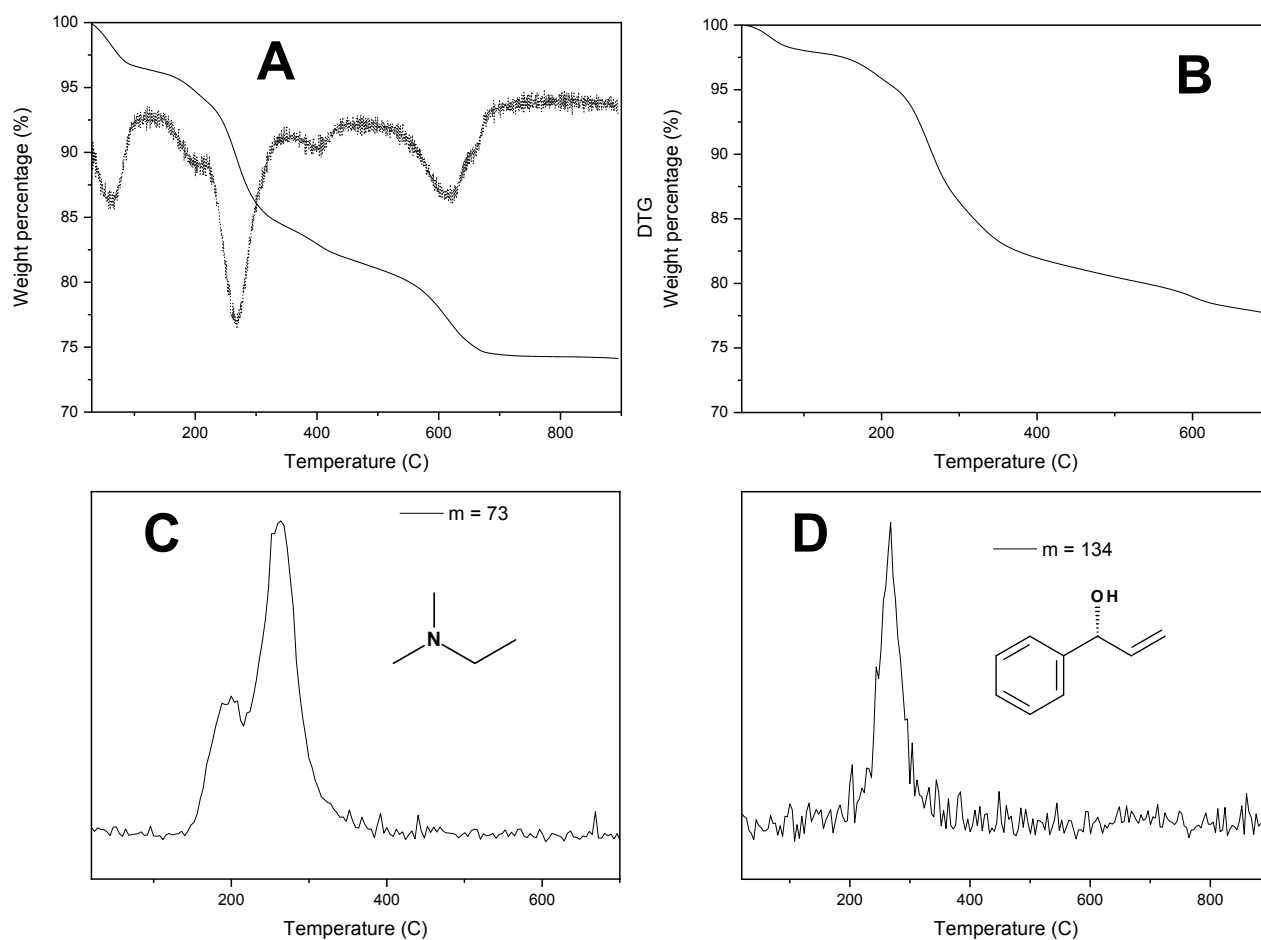 A
Weight percentage (%)
100
95
90
85
80
75
70
200
400
600
800
Temperature (C)
DTG
B
Weight percentage (%)
100
95
90
85
80
75
70
200
400
600
Temperature (C)
C
m = 73
N
200
400
600
Temperature (C)
D
m = 134
OH
200
400
600
800
Temperature (C)